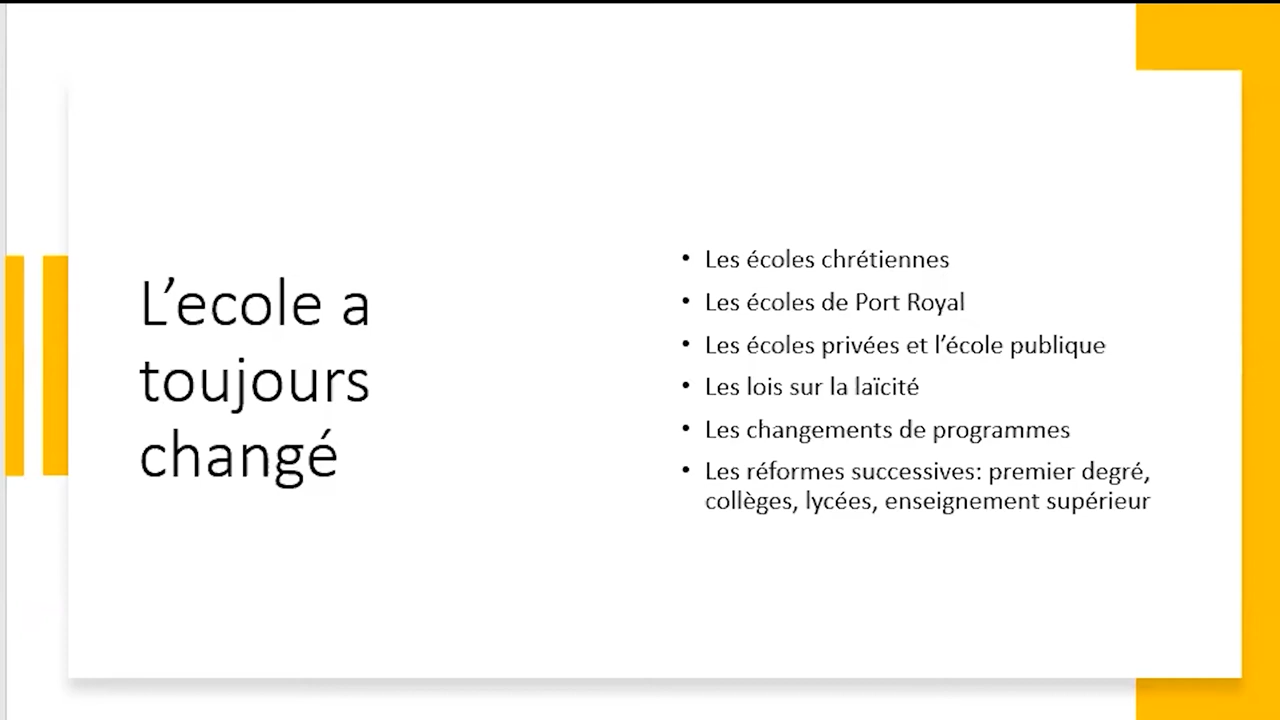 L’ecole a
toujours
changé
• Les écoles chrétiennes
• Les écoles de Port Royal
• Les écoles privées et l’école publique
• Les lois sur la laïcité
• Les changements de programmes
• Les réformes successives: premier degré,
collèges, lycées, enseignement supérieur